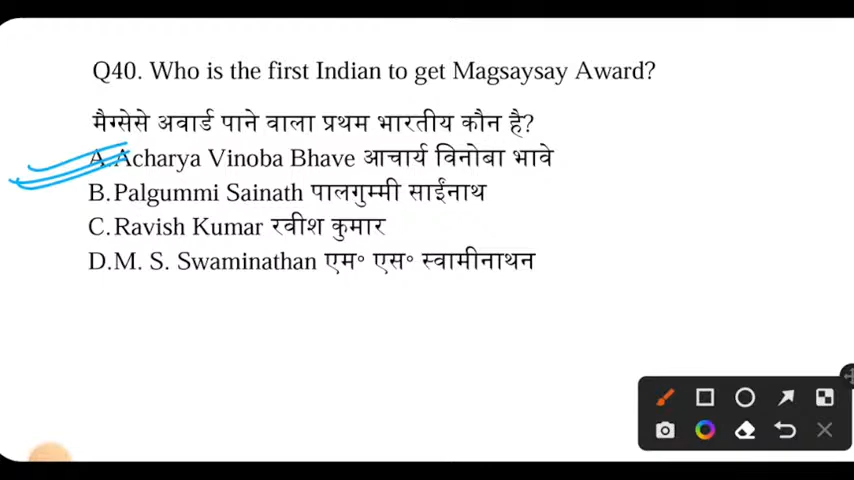 Q40. Who is the first Indian to get Magsaysay Award?
मैग्सेसे अवार्ड पाने वाला प्रथम भारतीय कौन है?
A.Acharya Vinoba Bhave आचार्य विनोबा भावे
B.Palgummi Sainath पालगुम्मी साईंनाथ
C.Ravish Kumar रवीश कुमार
D.M. S. Swaminathan एम॰ एस॰ स्वामीनाथन